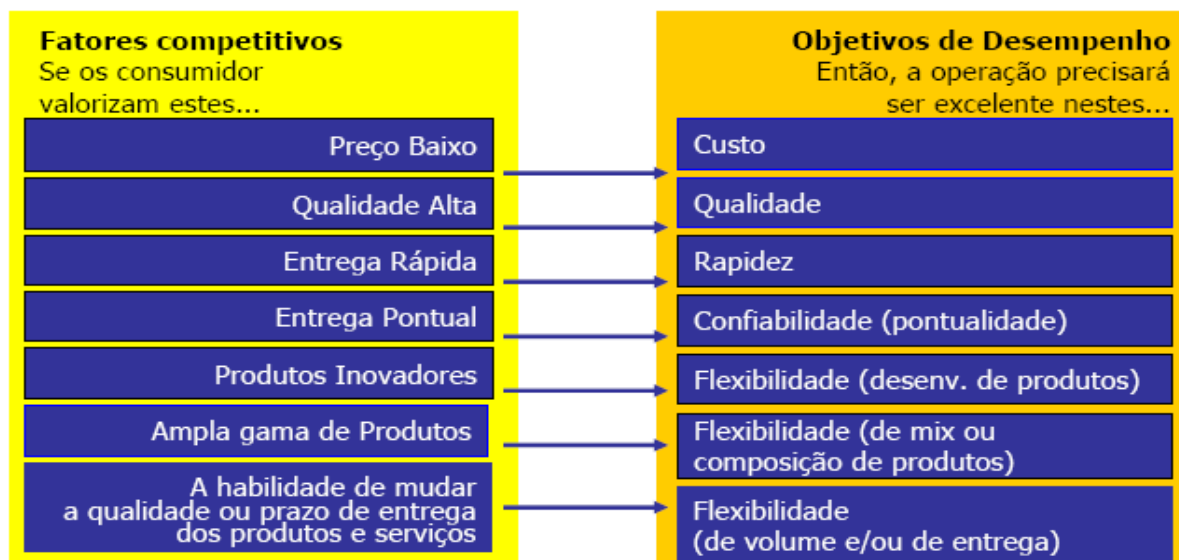 Fatores competitivos
Se os consumidor
valorizam estes...
Preço Baixo
Qualidade Alta
Entrega Rápida
Entrega Pontual
Produtos Inovadores
Ampla gama de Produtos
A habilidade de mudar
a qualidade ou prazo de entrega
dos produtos e serviços
Objetivos de Desempenho
Então, a operação precisará
ser excelente nestes...
Custo
Qualidade
Rapidez
Confiabilidade (pontualidade)
Flexibilidade (desenv. de produtos)
Flexibilidade (de mix ou
composição de produtos)
Flexibilidade
(de volume e/ou de entrega)